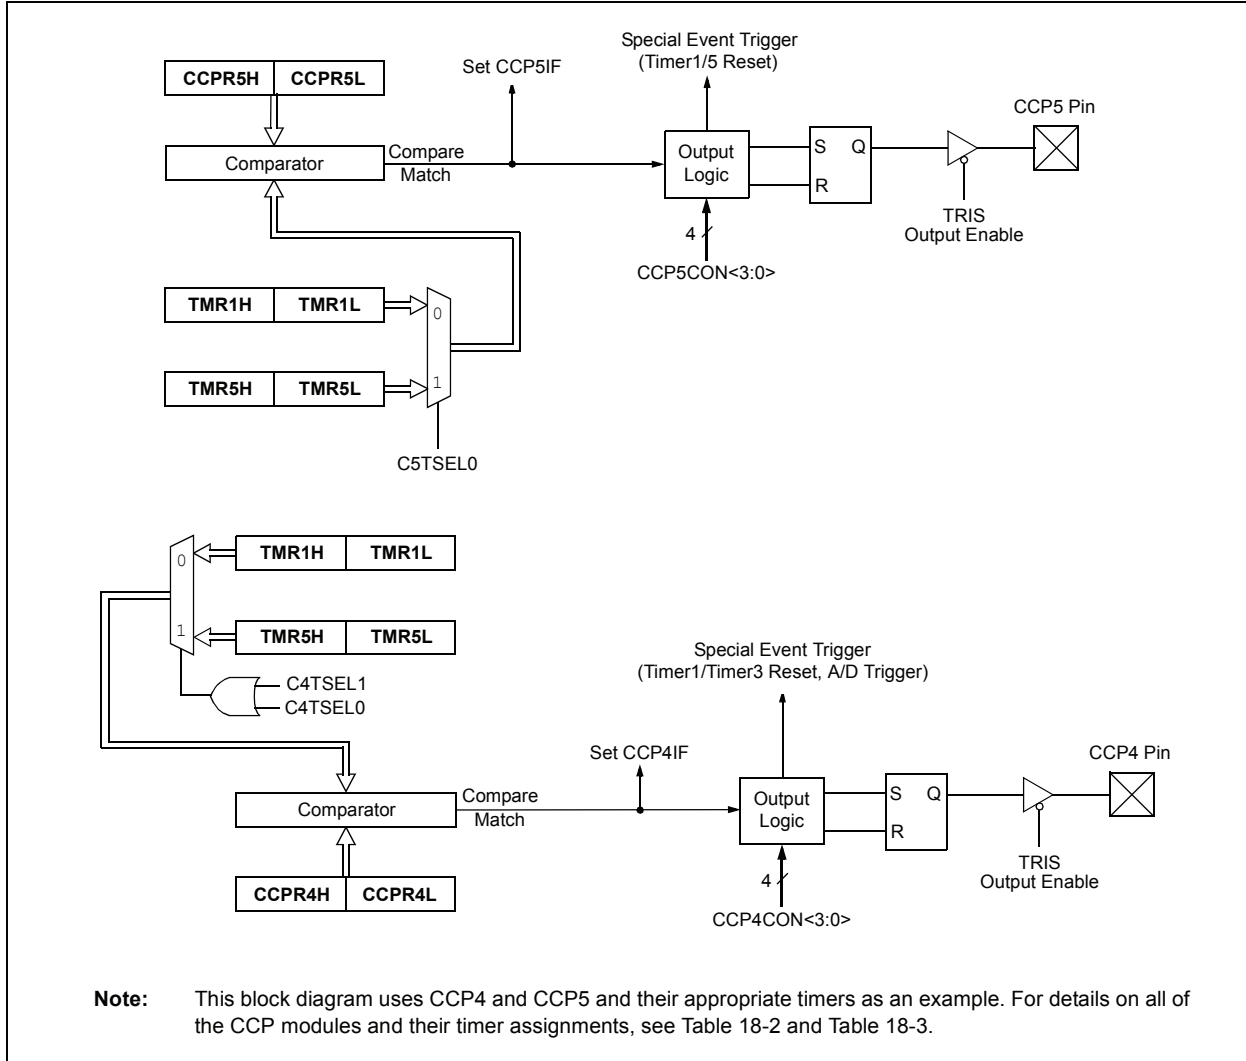 Special Event Trigger
(Timer1/5 Reset)
Set CCP5IF
CCPR5H CCPR5L
CCP5 Pin
Comparator
Compare
Match
Output
Logic
S Q
R
TRIS
Output Enable
4
CCP5CON<3:0>
TMR1H TMR1L
0
TMR5H TMR5L
1
C5TSEL0
0
TMR1H TMR1L
1
TMR5H TMR5L
C4TSEL1
C4TSEL0
Special Event Trigger
(Timer1/Timer3 Reset, A/D Trigger)
Set CCP4IF
CCP4 Pin
Comparator
Compare
Match
Output
Logic
S Q
R
TRIS
Output Enable
4
CCPR4H CCPR4L
CCP4CON<3:0>
Note: This block diagram uses CCP4 and CCP5 and their appropriate timers as an example. For details on all of
the CCP modules and their timer assignments, see Table 18-2 and Table 18-3.